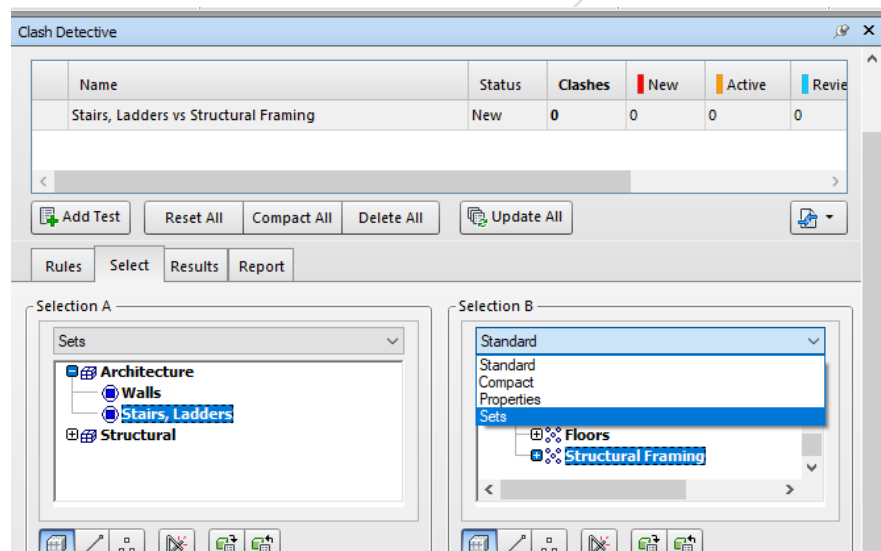 Clash Detective
Name Status Clashes New Active Revie
Stairs, Ladders vs Structural Framing New 0 0 0 0
Add Test Reset All Compact All Delete All Update All
Rules Select Results Report
Selection A Selection B
Sets Standard
Architecture
Walls
Stairs, Ladders
Structural
Standard
Compact
Properties
Sets
Floors
Structural Framing